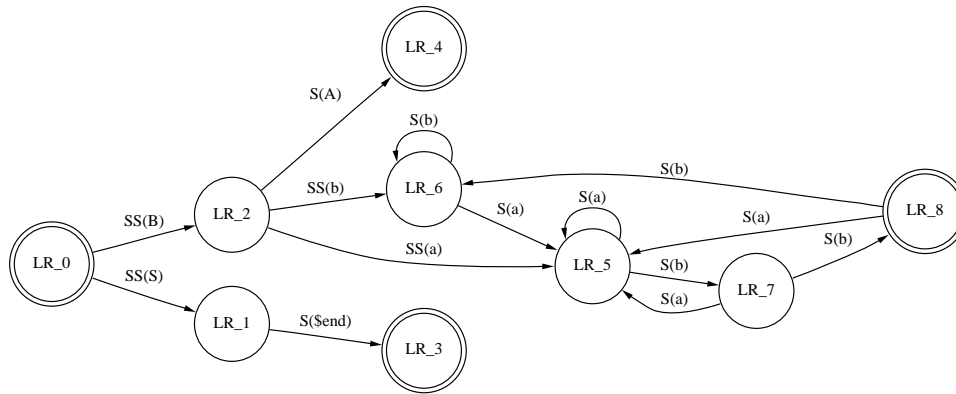 LR_4
S(A)
S(b)
S(b)
LR_6
SS(b)
S(a)
S(a)
LR_8
SS(B)
LR_2
S(a)
S(b)
LR_0
SS(a)
LR_5
S(b)
SS(S)
LR_7
S(a)
LR_1
S($end)
LR_3